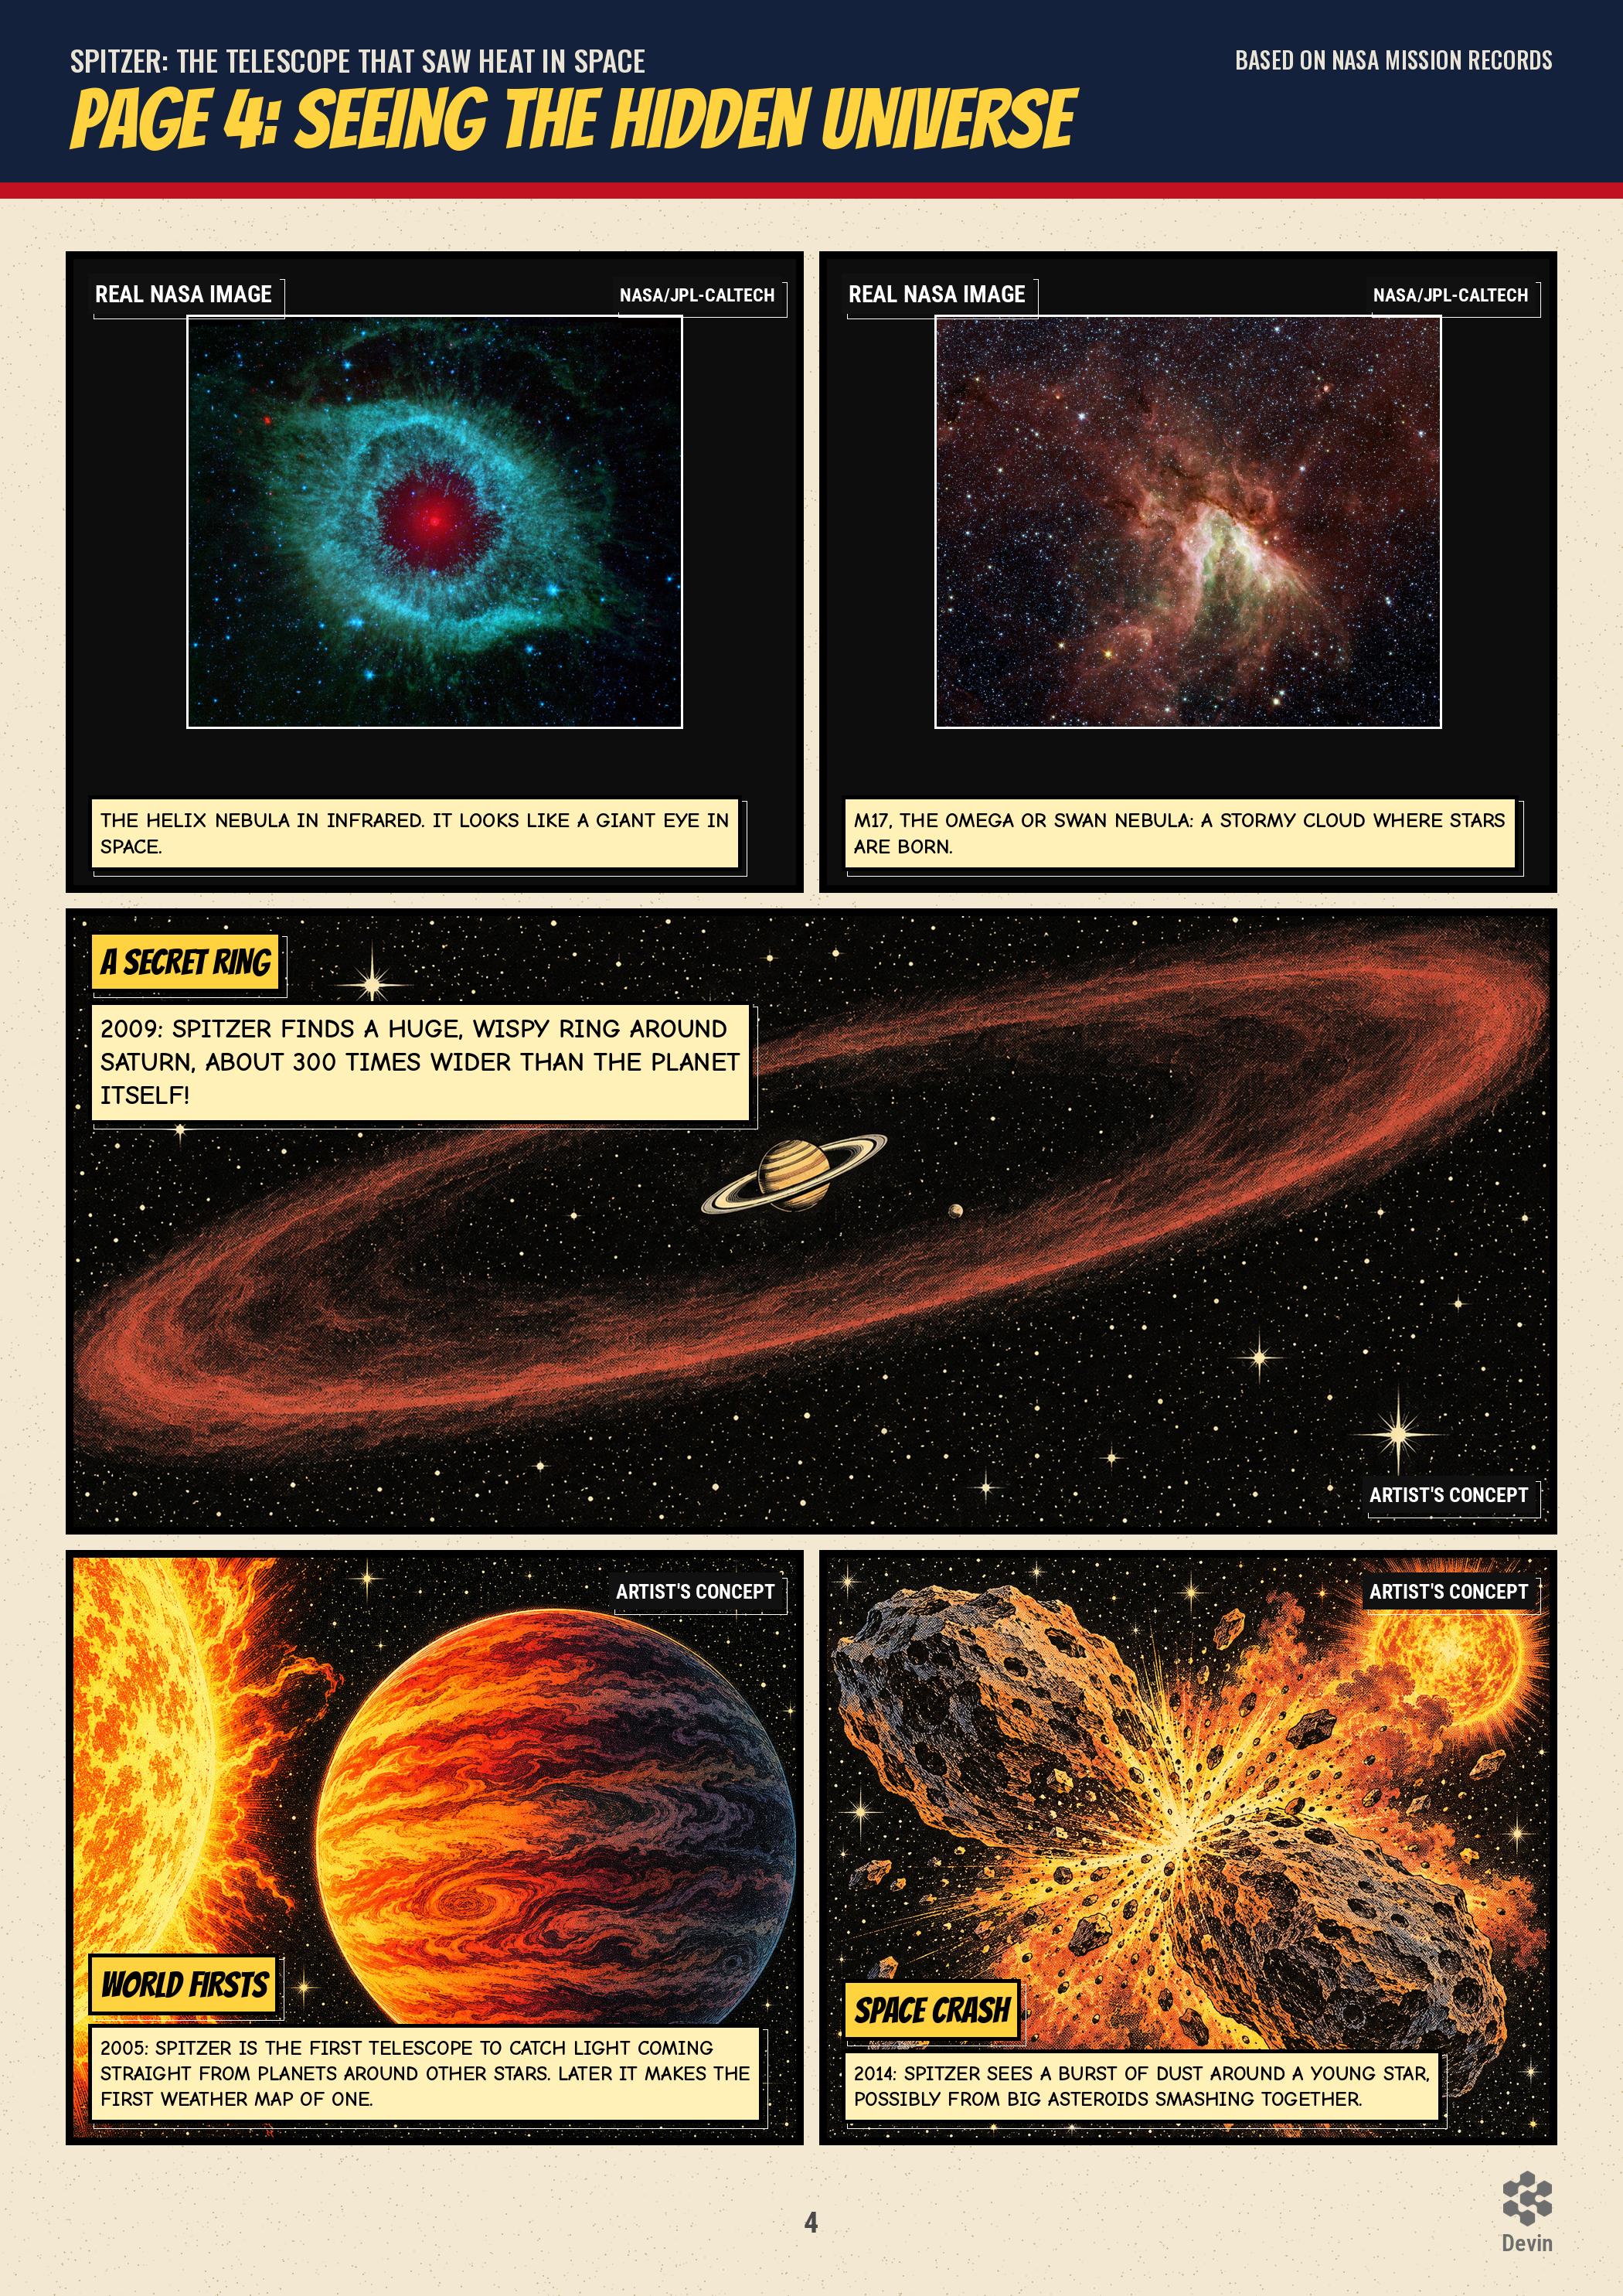 SPITZER: THE TELESCOPE THAT SAW HEAT IN SPACE
BASED ON NASA MISSION RECORDS
PAGE 4: SEEING THE HIDDEN UNIVERSE
REAL NASA IMAGE
NASA/JPL-CALTECH
THE HELIX NEBULA IN INFRARED. IT LOOKS LIKE A GIANT EYE IN
SPACE.
REAL NASA IMAGE
NASA/JPL-CALTECH
M17, THE OMEGA OR SWAN NEBULA: A STORMY CLOUD WHERE STARS
ARE BORN.
A SECRET RING
2009: SPITZER FINDS A HUGE, WISPY RING AROUND
SATURN, ABOUT 300 TIMES WIDER THAN THE PLANET
ITSELF!
ARTIST'S CONCEPT
ARTIST'S CONCEPT
WORLD FIRSTS
2005: SPITZER IS THE FIRST TELESCOPE TO CATCH LIGHT COMING
STRAIGHT FROM PLANETS AROUND OTHER STARS. LATER IT MAKES THE
FIRST WEATHER MAP OF ONE.
ARTIST'S CONCEPT
SPACE CRASH
2014: SPITZER SEES A BURST OF DUST AROUND A YOUNG STAR,
POSSIBLY FROM BIG ASTEROIDS SMASHING TOGETHER.
4
Devin